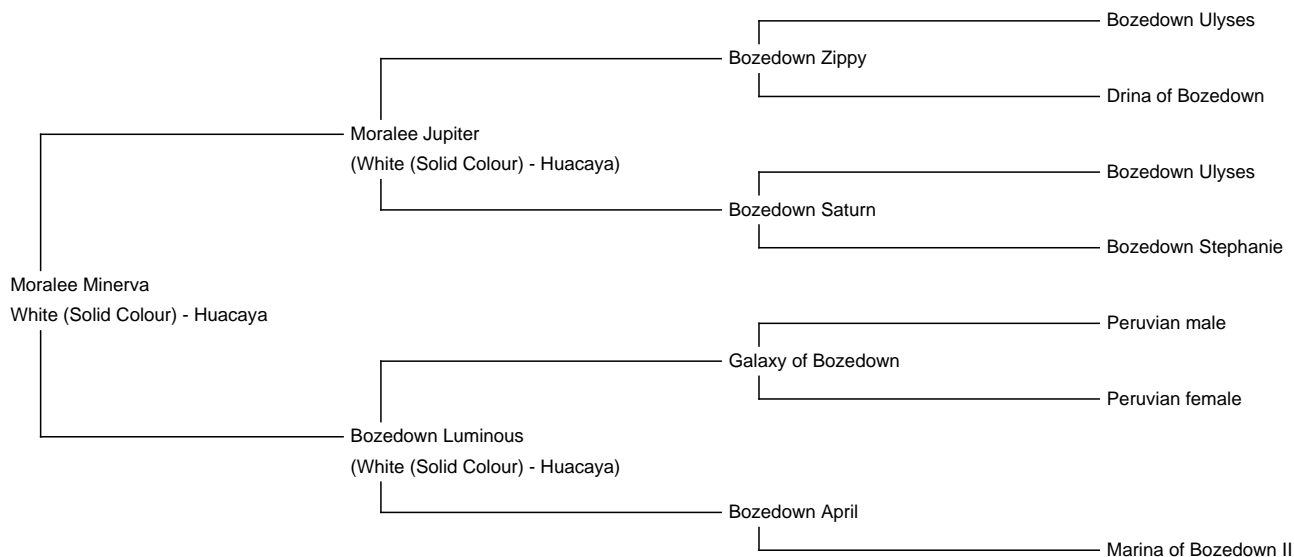 Bozedown Ulyses
Bozedown Zippy
Drina of Bozedown
Moralee Jupiter
(White (Solid Colour) - Huacaya)
Bozedown Ulyses
Bozedown Saturn
Bozedown Stephanie
Moralee Minerva
White (Solid Colour) - Huacaya
Peruvian male
Galaxy of Bozedown
Peruvian female
Bozedown Luminous
(White (Solid Colour) - Huacaya)
Bozedown April
Marina of Bozedown II